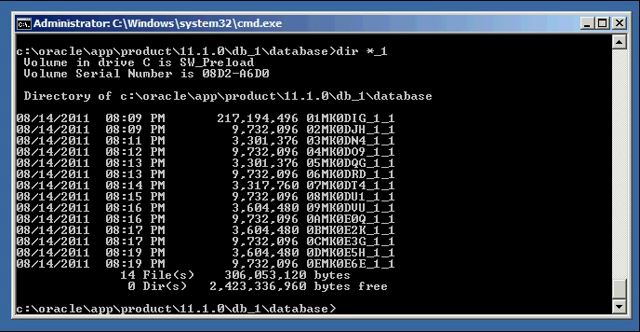 Administrator: C:\Windows\system32\cmd.exe
c:\oracle\app\product\11.1.0\db_1\database>dir *_1
Volume in drive C is SW_Preload
Volume Serial Number is 08D2-A6D0
Directory of c:\oracle\app\product\11.1.0\db_1\database
08/14/2011 08:09 PM 217,194,496 01MK0DIG_1_1
08/14/2011 08:09 PM 9,732,096 02MK0DJH_1_1
08/14/2011 08:11 PM 3,301,376 03MK0DN4_1_1
08/14/2011 08:12 PM 9,732,096 04MK0DO9_1_1
08/14/2011 08:13 PM 3,301,376 05MK0DQG_1_1
08/14/2011 08:13 PM 9,732,096 06MK0DRD_1_1
08/14/2011 08:14 PM 3,317,760 07MK0DT4_1_1
08/14/2011 08:15 PM 9,732,096 08MK0DU1_1_1
08/14/2011 08:16 PM 3,604,480 09MK0DVU_1_1
08/14/2011 08:16 PM 9,732,096 0AMK0E0Q_1_1
08/14/2011 08:17 PM 3,604,480 0BMK0E2K_1_1
08/14/2011 08:17 PM 9,732,096 0CMK0E3G_1_1
08/14/2011 08:19 PM 3,604,480 0DMK0E5H_1_1
08/14/2011 08:19 PM 9,732,096 0EMK0E6E_1_1
14 File(s) 306,053,120 bytes
0 Dir(s) 2,423,336,960 bytes free
c:\oracle\app\product\11.1.0\db_1\database>